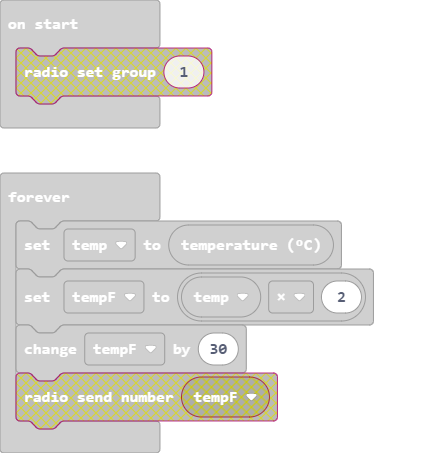 on start
radio set group 1
forever
set temp to temperature (ºC)
set tempF to temp × 2
change tempF by 30
radio send number tempF